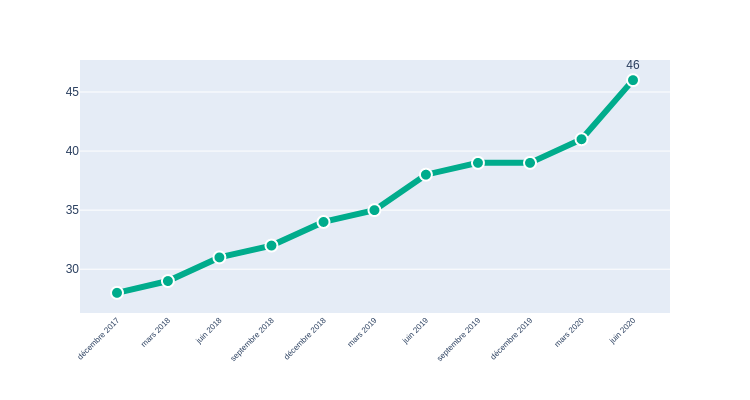 46
45
40
35
30
décembre 2017
mars 2018
juin 2018
septembre 2018
décembre 2018
mars 2019
juin 2019
septembre 2019
décembre 2019
mars 2020
juin 2020